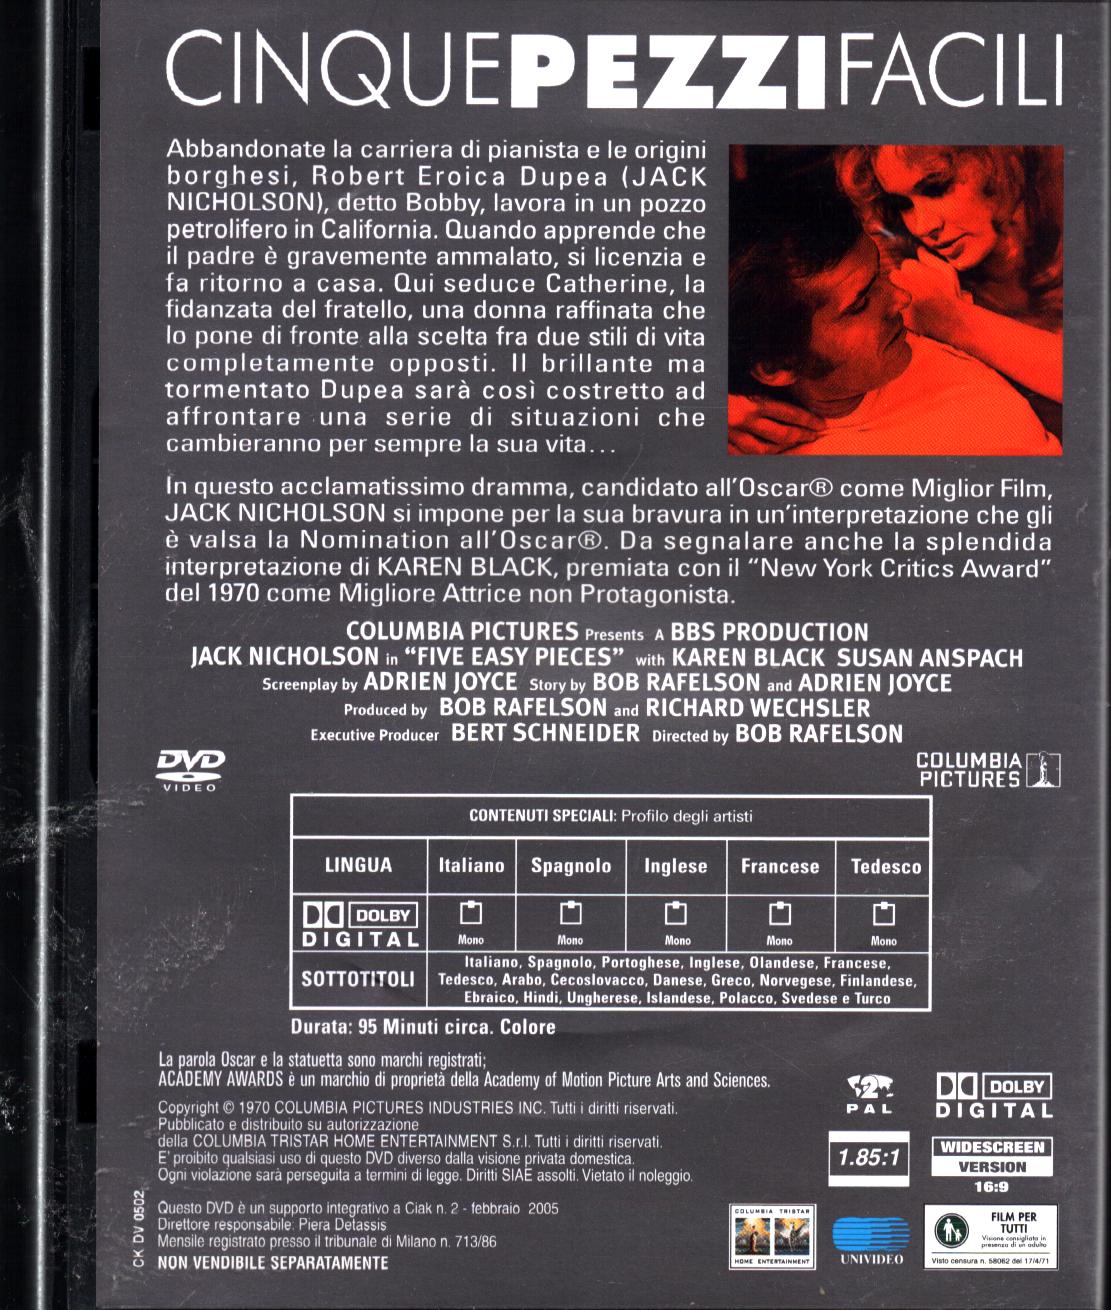 CINQUEPEZZIFACILI
Abbandonate la carriera di pianista e le origini
borghesi, Robert Eroica Dupea (JACK
NICHOLSON), detto Bobby, lavora in un pozzo
petrolifero in California. Quando apprende che
il padre è gravemente ammalato, si licenzia e
fa ritorno a casa. Qui seduce Catherine, la
fidanzata del fratello, una donna raffinata che
lo pone di fronte alla scelta fra due stili di vita
completamente opposti. Il brillante ma
tormentato Dupea sarà così costretto ad
affrontare una serie di situazioni che
cambieranno per sempre la sua vita...
In questo acclamatissimo dramma, candidato all'Oscar® come Miglior Film,
JACK NICHOLSON si impone per la sua bravura in un'interpretazione che gli
è valsa la Nomination all'Oscar®. Da segnalare anche la splendida
interpretazione di KAREN BLACK, premiata con il "New York Critics Award"
del 1970 come Migliore Attrice non Protagonista.
COLUMBIA PICTURES Presents A BBS PRODUCTION
JACK NICHOLSON in "FIVE EASY PIECES" with KAREN BLACK SUSAN ANSPACH
Screenplay by ADRIEN JOYCE Story by BOB RAFELSON and ADRIEN JOYCE
Produced by BOB RAFELSON and RICHARD WECHSLER
Executive Producer BERT SCHNEIDER Directed by BOB RAFELSON
DVD
VIDEO
COLUMBIA
PICTURES
CONTENUTI SPECIALI: Profilo degli artisti
LINGUA Italiano Spagnolo Inglese Francese Tedesco
DOLBY
DIGITAL Mono Mono Mono Mono Mono
SOTTOTITOLI
Italiano, Spagnolo, Portoghese, Inglese, Olandese, Francese,
Tedesco, Arabo, Cecoslovacco, Danese, Greco, Norvegese, Finlandese,
Ebraico, Hindi, Ungherese, Islandese, Polacco, Svedese e Turco
Durata: 95 Minuti circa. Colore
La parola Oscar e la statuetta sono marchi registrati;
ACADEMY AWARDS è un marchio di proprietà della Academy of Motion Picture Arts and Sciences.
Copyright © 1970 COLUMBIA PICTURES INDUSTRIES INC. Tutti i diritti riservati.
Pubblicato e distribuito su autorizzazione
della COLUMBIA TRISTAR HOME ENTERTAINMENT S.r.l. Tutti i diritti riservati.
E' proibito qualsiasi uso di questo DVD diverso dalla visione privata domestica.
Ogni violazione sarà perseguita a termini di legge. Diritti SIAE assolti. Vietato il noleggio.
2
PAL
DOLBY
DIGITAL
1.85:1
WIDESCREEN
VERSION
16:9
CK DV 0502
Questo DVD è un supporto integrativo a Ciak n. 2 - febbraio 2005
Direttore responsabile: Piera Detassis
Mensile registrato presso il tribunale di Milano n. 713/86
NON VENDIBILE SEPARATAMENTE
COLUMBIA TRISTAR
HOME ENTERTAINMENT
UNIVIDEO
FILM PER
TUTTI
Visione consigliata in
presenza di un adulto
Visto censura n. 58062 del 17/4/71